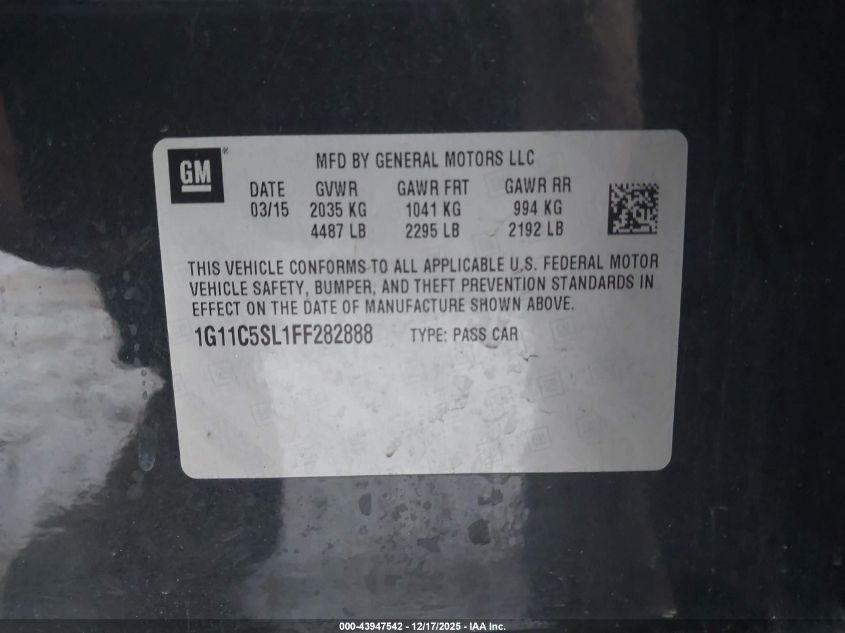 GM®
MFD BY GENERAL MOTORS LLC
DATE GVWR GAWR FRT GAWR RR
03/15 2035 KG 1041 KG 994 KG
4487 LB 2295 LB 2192 LB
THIS VEHICLE CONFORMS TO ALL APPLICABLE U.S. FEDERAL MOTOR
VEHICLE SAFETY, BUMPER, AND THEFT PREVENTION STANDARDS IN
EFFECT ON THE DATE OF MANUFACTURE SHOWN ABOVE.
1G11C5SL1FF282888 TYPE: PASS CAR
000-43947542 - 12/17/2025 - IAA Inc.